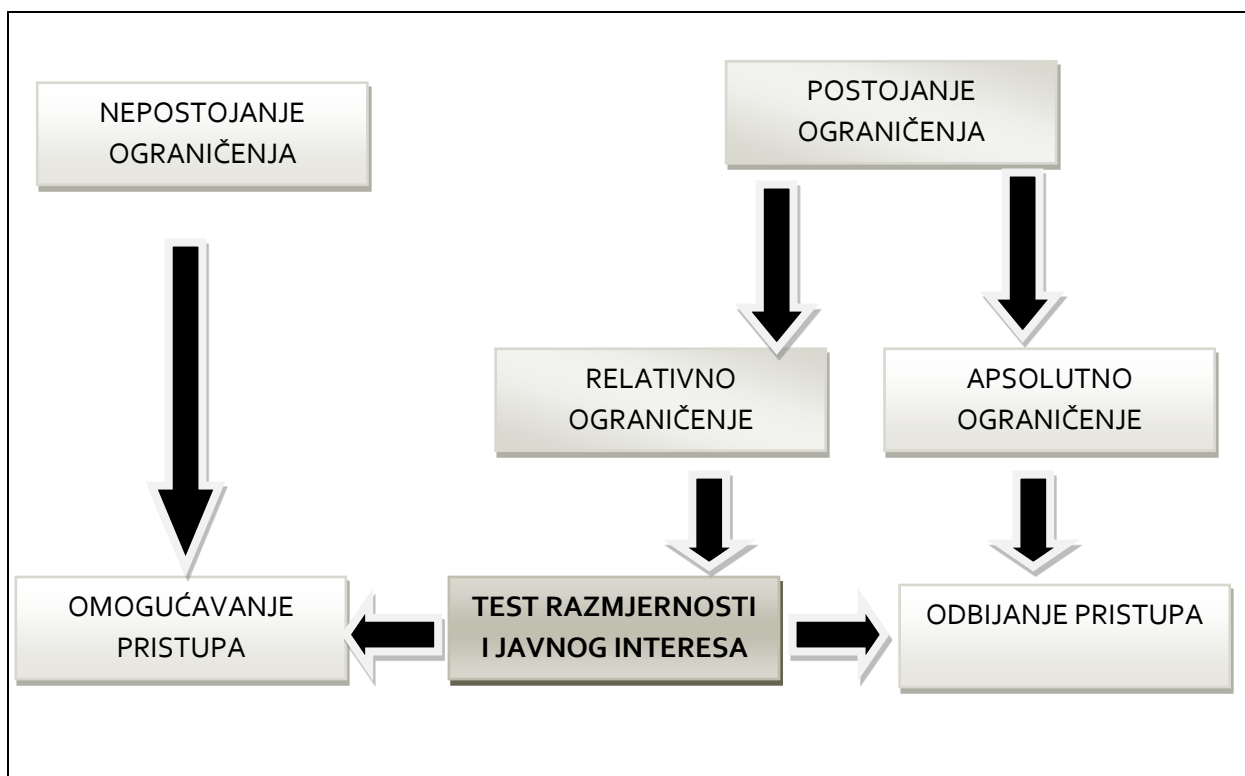 NEPOSTOJANJE
OGRANIČENJA
POSTOJANJE
OGRANIČENJA
RELATIVNO
OGRANIČENJE
APSOLUTNO
OGRANIČENJE
OMOGUĆAVANJE
PRISTUPA
TEST RAZMJERNOSTI
I JAVNOG INTERESA
ODBIJANJE PRISTUPA